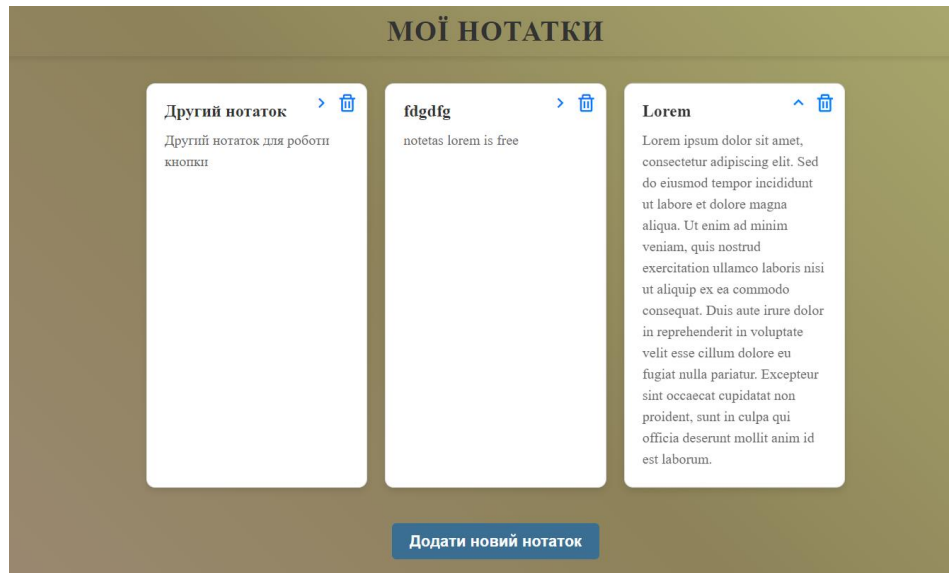 МОЇ НОТАТКИ
Другий нотаток
Другий нотаток для роботи
кнопки
fdgdfg
notetas lorem is free
Lorem
Lorem ipsum dolor sit amet,
consectetur adipiscing elit. Sed
do eiusmod tempor incididunt
ut labore et dolore magna
aliqua. Ut enim ad minim
veniam, quis nostrud
exercitation ullamco laboris nisi
ut aliquip ex ea commodo
consequat. Duis aute irure dolor
in reprehenderit in voluptate
velit esse cillum dolore eu
fugiat nulla pariatur. Excepteur
sint occaecat cupidatat non
proident, sunt in culpa qui
officia deserunt mollit anim id
est laborum.
Додати новий нотаток